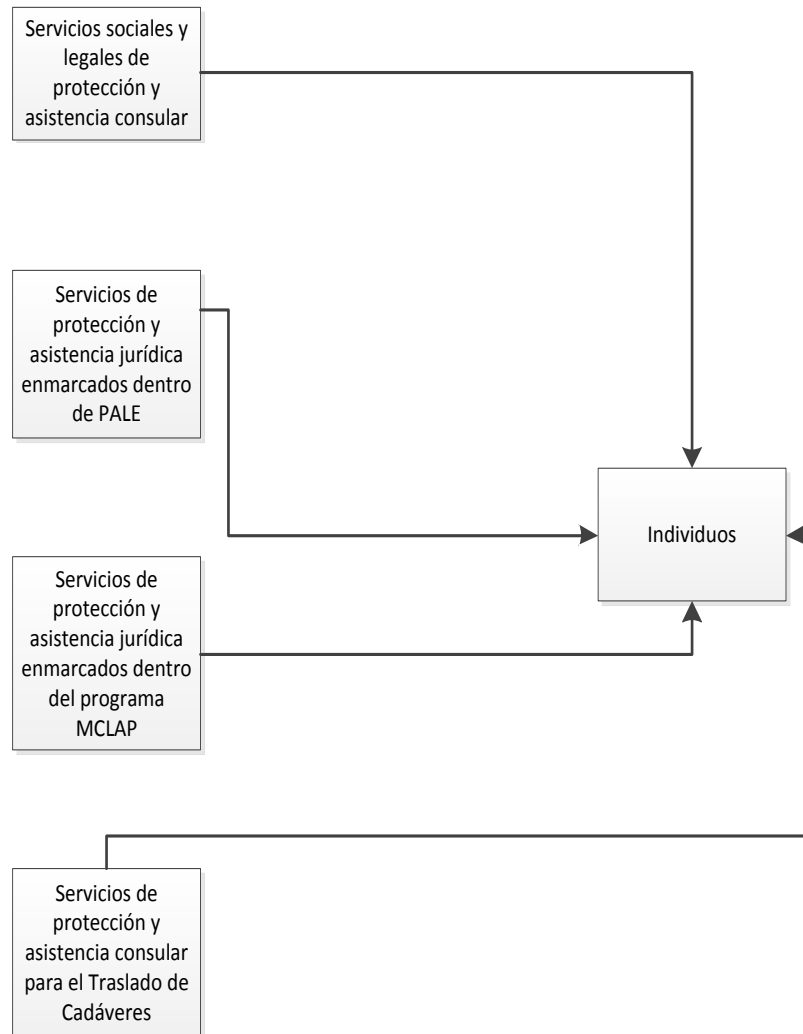 Servicios sociales y
legales de
protección y
asistencia consular
Servicios de
protección y
asistencia jurídica
enmarcados dentro
de PALE
Individuos
Servicios de
protección y
asistencia jurídica
enmarcados dentro
del programa
MCLAP
Servicios de
protección y
asistencia consular
para el Traslado de
Cadáveres